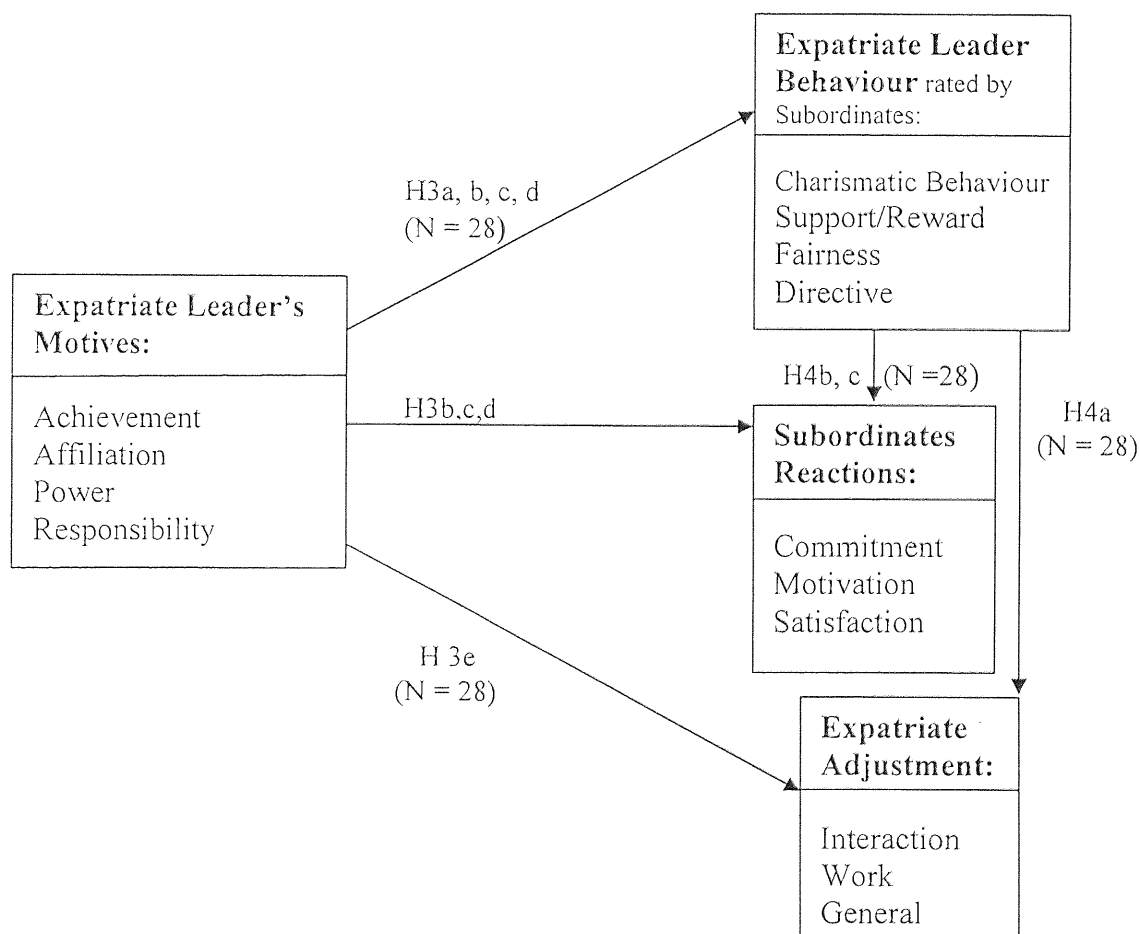 Expatriate Leader
Behaviour rated by
Subordinates:
Charismatic Behaviour
Support/Reward
Fairness
Directive
H3a, b, c, d
(N = 28)
Expatriate Leader's
Motives:
Achievement
Affiliation
Power
Responsibility
H3b,c,d
H4b, c (N =28)
H4a
(N = 28)
Subordinates
Reactions:
Commitment
Motivation
Satisfaction
H 3e
(N = 28)
Expatriate
Adjustment:
Interaction
Work
General